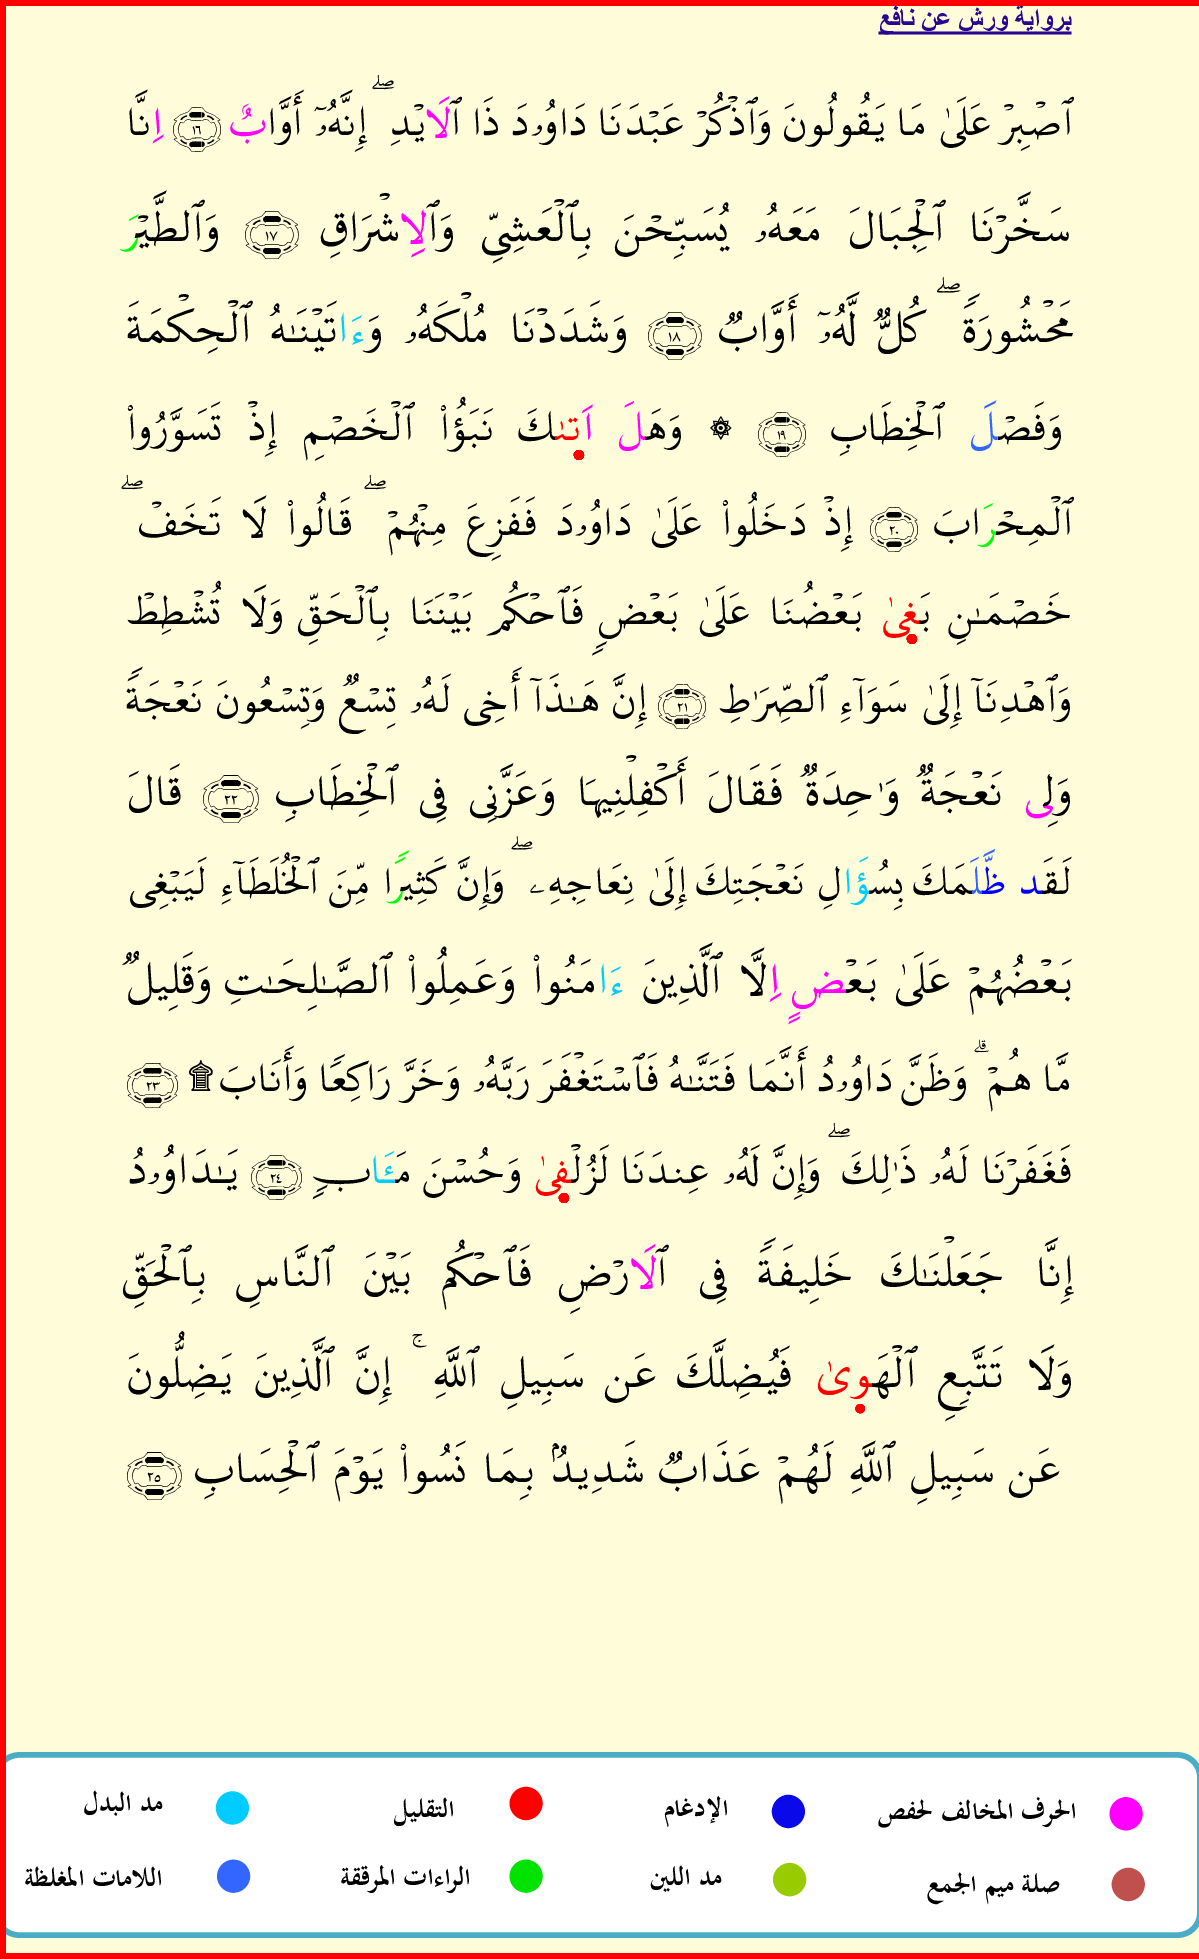 برواية ورش عن نافع
ٱصْبِرْ عَلَىٰ مَا يَقُولُونَ وَٱذْكُرْ عَبْدَنَا دَاوُۥدَ ذَا ٱلَايْدِ ۖ إِنَّهُۥٓ أَوَّابٌ ١٦ اِنَّا
سَخَّرْنَا ٱلْجِبَالَ مَعَهُۥ يُسَبِّحْنَ بِٱلْعَشِيِّ وَٱلِاشْرَاقِ ١٧ وَٱلطَّيْرَ
مَحْشُورَةً ۖ كُلٌّ لَّهُۥٓ أَوَّابٌ ١٨ وَشَدَدْنَا مُلْكَهُۥ وَءَاتَيْنَٰهُ ٱلْحِكْمَةَ
وَفَصْلَ ٱلْخِطَابِ ١٩ ۞ وَهَلَ اَتٜىٰكَ نَبَؤُاْ ٱلْخَصْمِ إِذْ تَسَوَّرُواْ
ٱلْمِحْرَابَ ٢٠ إِذْ دَخَلُواْ عَلَىٰ دَاوُۥدَ فَفَزِعَ مِنْهُمْ ۖ قَالُواْ لَا تَخَفْ ۖ
خَصْمَٰنِ بَغٜىٰ بَعْضُنَا عَلَىٰ بَعْضٍ فَٱحْكُم بَيْنَنَا بِٱلْحَقِّ وَلَا تُشْطِطْ
وَٱهْدِنَآ إِلَىٰ سَوَآءِ ٱلصِّرَٰطِ ٢١ إِنَّ هَٰذَآ أَخِى لَهُۥ تِسْعٌ وَتِسْعُونَ نَعْجَةً
وَلِى نَعْجَةٌ وَٰحِدَةٌ فَقَالَ أَكْفِلْنِيهَا وَعَزَّنِى فِى ٱلْخِطَابِ ٢٢ قَالَ
لَقَد ظَّلَمَكَ بِسُؤَالِ نَعْجَتِكَ إِلَىٰ نِعَاجِهِۦ ۖ وَإِنَّ كَثِيرًا مِّنَ ٱلْخُلَطَآءِ لَيَبْغِى
بَعْضُهُمْ عَلَىٰ بَعْضٍ اِلَّا ٱلَّذِينَ ءَامَنُواْ وَعَمِلُواْ ٱلصَّٰلِحَٰتِ وَقَلِيلٌ
مَّا هُمْ ۗ وَظَنَّ دَاوُۥدُ أَنَّمَا فَتَنَّٰهُ فَٱسْتَغْفَرَ رَبَّهُۥ وَخَرَّ رَاكِعًا وَأَنَابَ ۩ ٢٣
فَغَفَرْنَا لَهُۥ ذَٰلِكَ ۖ وَإِنَّ لَهُۥ عِندَنَا لَزُلْفٜىٰ وَحُسْنَ مَـَٔابٍ ٢٤ يَٰدَاوُۥدُ
إِنَّا جَعَلْنَٰكَ خَلِيفَةً فِى ٱلَارْضِ فَٱحْكُم بَيْنَ ٱلنَّاسِ بِٱلْحَقِّ
وَلَا تَتَّبِعِ ٱلْهَوٜىٰ فَيُضِلَّكَ عَن سَبِيلِ ٱللَّهِ ۚ إِنَّ ٱلَّذِينَ يَضِلُّونَ
عَن سَبِيلِ ٱللَّهِ لَهُمْ عَذَابٌ شَدِيدٌۢ بِمَا نَسُواْ يَوْمَ ٱلْحِسَابِ ٢٥
الحرف المخالف لحفص الإدغام التقليل مد البدل
صلة ميم الجمع مد اللين الراءات المرققة اللامات المغلظة